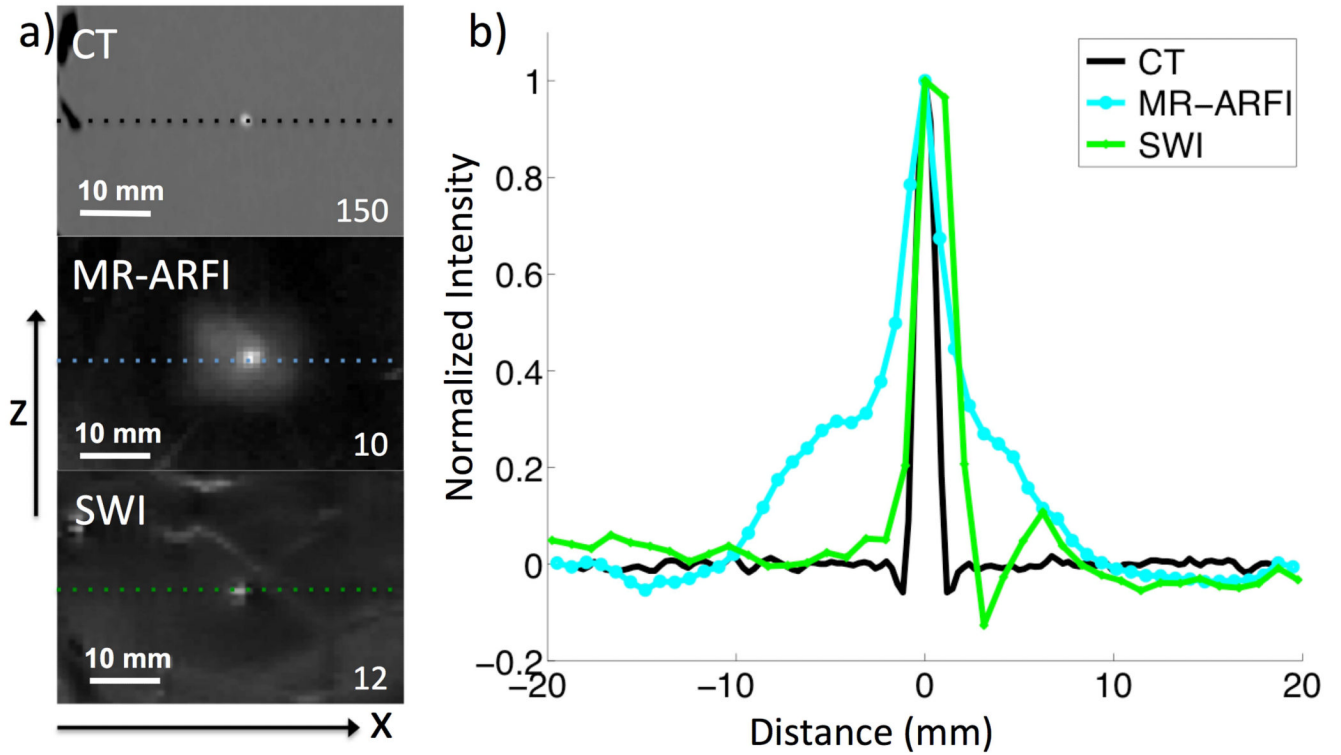 a)
CT
10 mm
150
MR-ARFI
10 mm
10
SWI
10 mm
12
Z
X
b)
CT
MR−ARFI
SWI
Normalized Intensity
1
0.8
0.6
0.4
0.2
0
−0.2
−20
−10
0
10
20
Distance (mm)